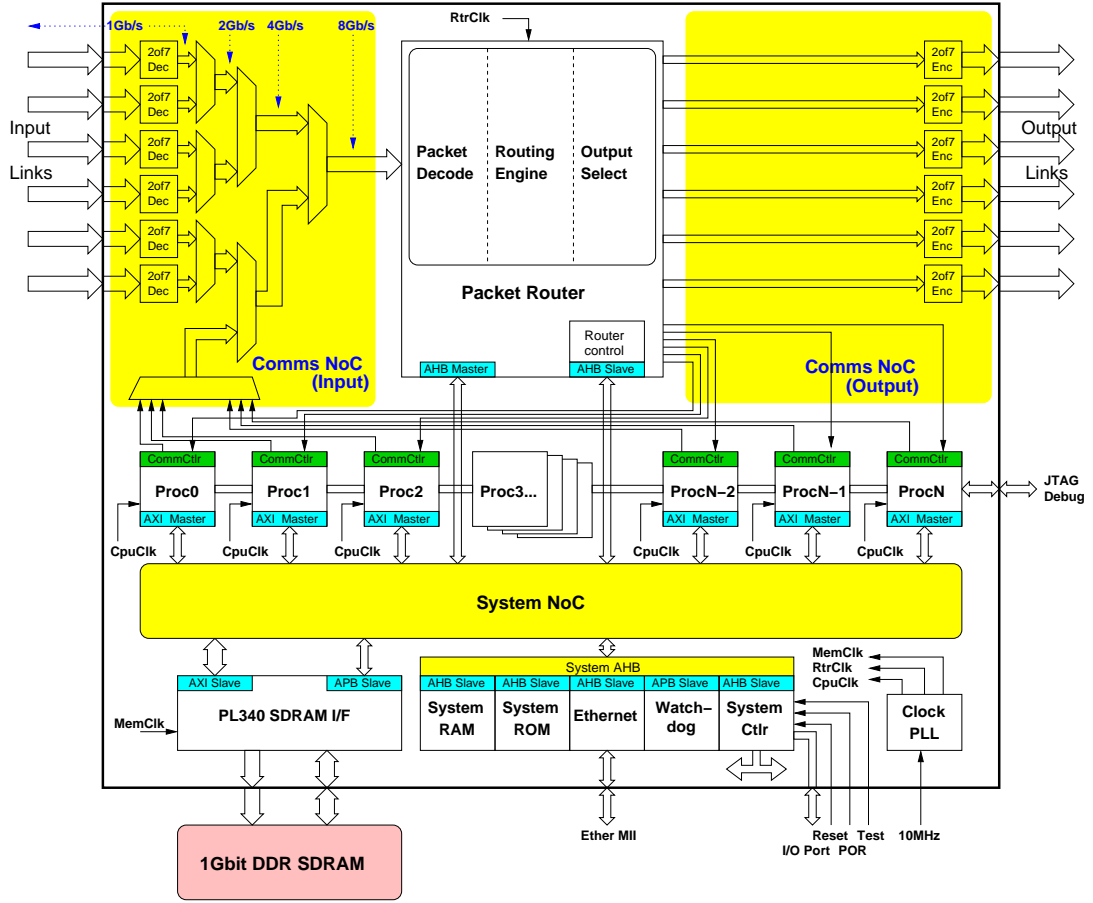 1Gb/s 2Gb/s 4Gb/s 8Gb/s RtrClk
2of7
Dec
2of7
Dec
2of7
Dec
2of7
Dec
2of7
Dec
2of7
Dec
Input
Links
Packet
Decode
Routing
Engine
Output
Select
Packet Router
2of7
Enc
2of7
Enc
2of7
Enc
2of7
Enc
2of7
Enc
2of7
Enc
Output
Links
Comms NoC
(Input)
Router
control
AHB Master
AHB Slave
Comms NoC
(Output)
CommCtlr
Proc0
AXI Master
CommCtlr
Proc1
AXI Master
CommCtlr
Proc2
AXI Master
Proc3...
CommCtlr
ProcN−2
AXI Master
CommCtlr
ProcN−1
AXI Master
CommCtlr
ProcN
AXI Master
JTAG
Debug
CpuClk CpuClk CpuClk CpuClk CpuClk CpuClk
System NoC
AXI Slave APB Slave
PL340 SDRAM I/F
MemClk
System AHB
AHB Slave AHB Slave AHB Slave APB Slave AHB Slave
System
RAM
System
ROM
Ethernet
Watch−
dog
System
Ctlr
MemClk
RtrClk
CpuClk
Clock
PLL
Ether MII
Reset Test
I/O Port POR
10MHz
1Gbit DDR SDRAM